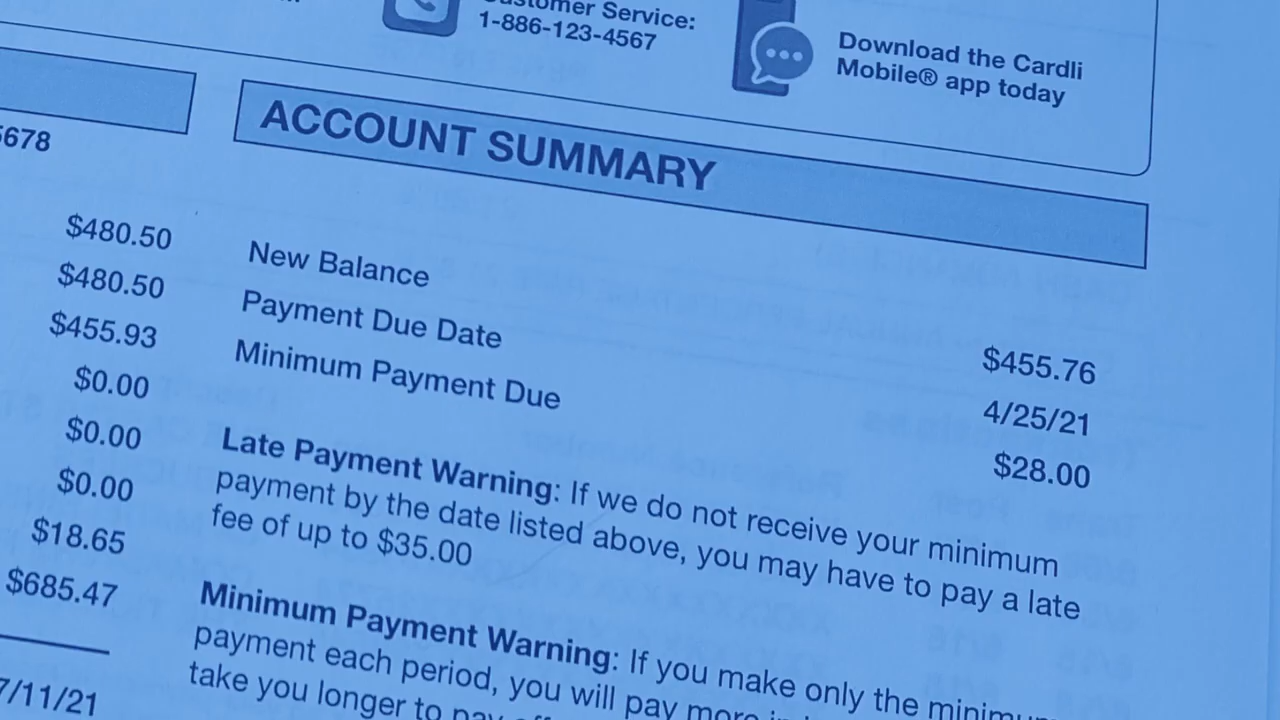 Customer Service:
1-886-123-4567
Download the Cardli
Mobile® app today
5678
ACCOUNT SUMMARY
$480.50
$480.50
$455.93
$0.00
$0.00
$0.00
$18.65
$685.47
7/11/21
New Balance
$455.76
Payment Due Date
4/25/21
Minimum Payment Due
$28.00
Late Payment Warning: If we do not receive your minimum
payment by the date listed above, you may have to pay a late
fee of up to $35.00
Minimum Payment Warning: If you make only the minimum
payment each period, you will pay more in
take you longer to pay off